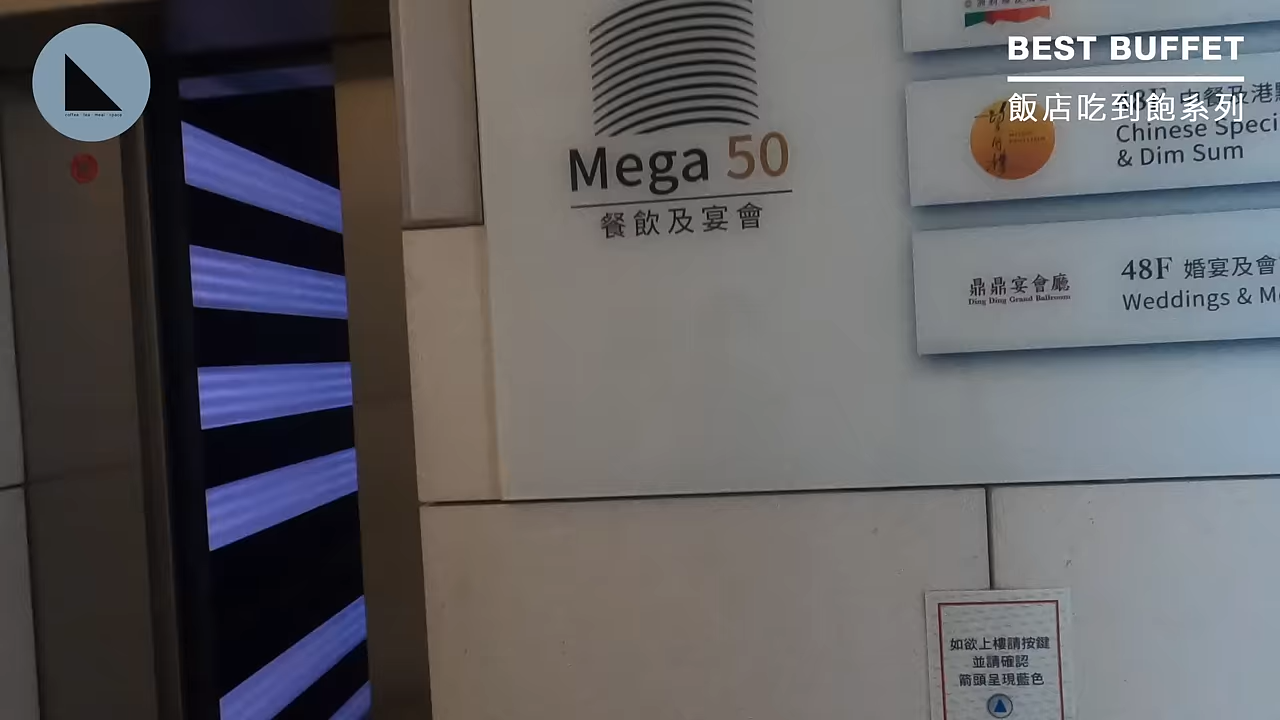 BEST BUFFET
飯店吃到飽系列
Mega 50
餐飲及宴會
Chinese Speci
& Dim Sum
鼎鼎宴會廳
Ding Ding Grand Ballroom
48F 婚宴及會
Weddings & M
如欲上樓請按鍵
並請確認
箭頭呈現藍色